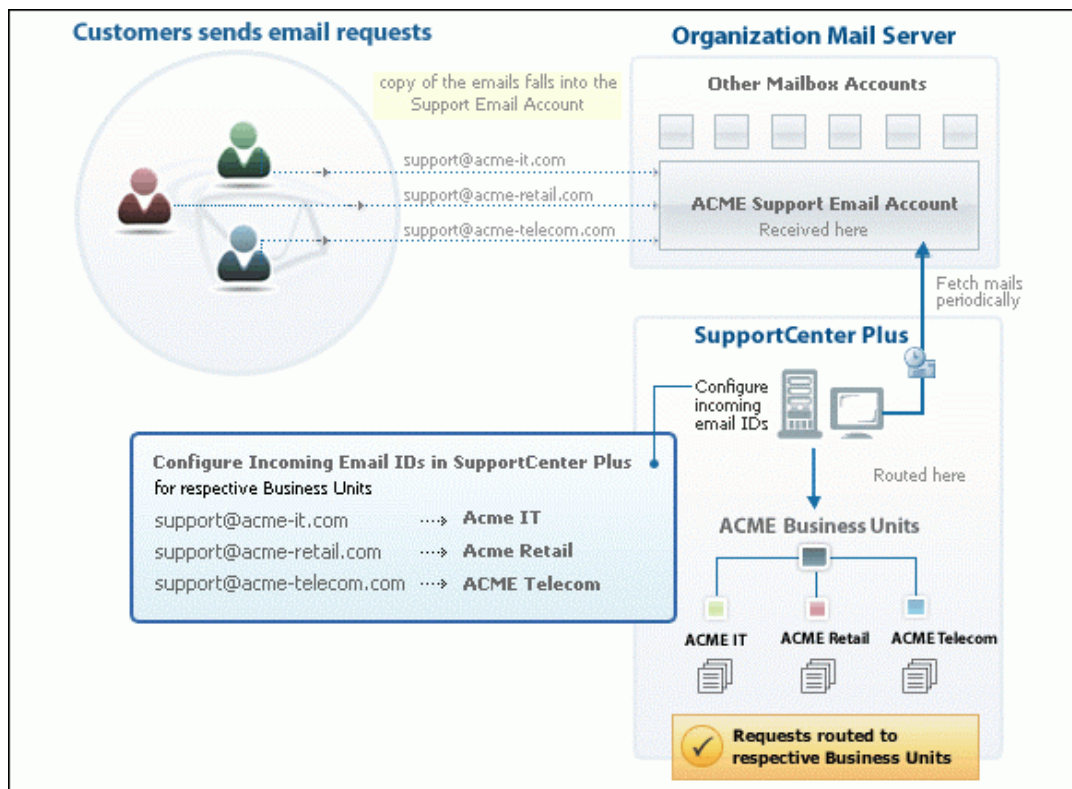 Customers sends email requests
Organization Mail Server
copy of the emails falls into the
Support Email Account
Other Mailbox Accounts
support@acme-it.com
support@acme-retail.com
support@acme-telecom.com
ACME Support Email Account
Received here
Fetch mails
periodically
SupportCenter Plus
Configure
incoming
email IDs
Configure Incoming Email IDs in SupportCenter Plus
for respective Business Units
support@acme-it.com Acme IT
support@acme-retail.com Acme Retail
support@acme-telecom.com ACME Telecom
Routed here
ACME Business Units
ACME IT ACME Retail ACME Telecom
Requests routed to
respective Business Units